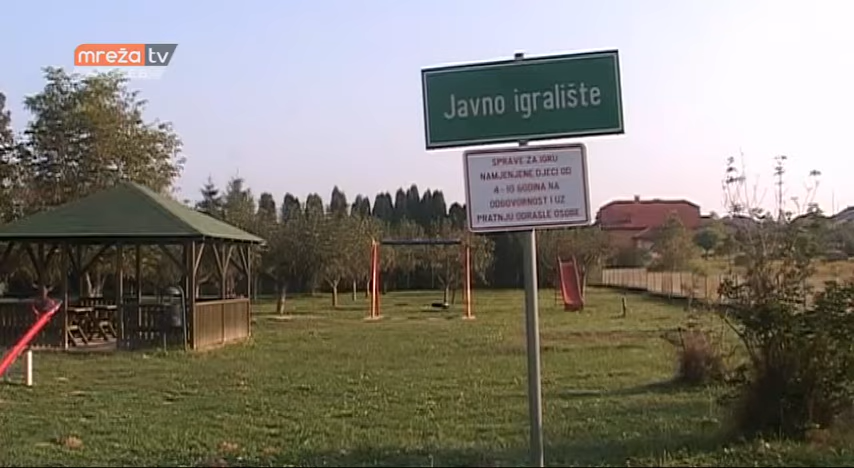 mreža tv
Javno igralište
SPRAVE ZA IGRU
NAMJENJENE DJECI OD
4-10 GODINA NA
ODGOVORNOST I UZ
PRATNJU ODRASLE OSOBE